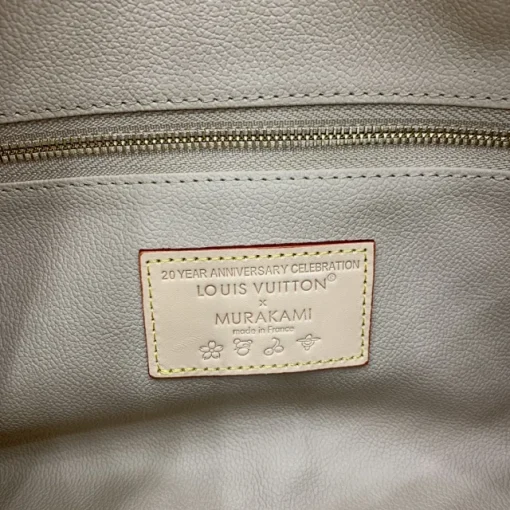 20 YEAR ANNIVERSARY CELEBRATION
LOUIS VUITTON®
×
MURAKAMI
made in France